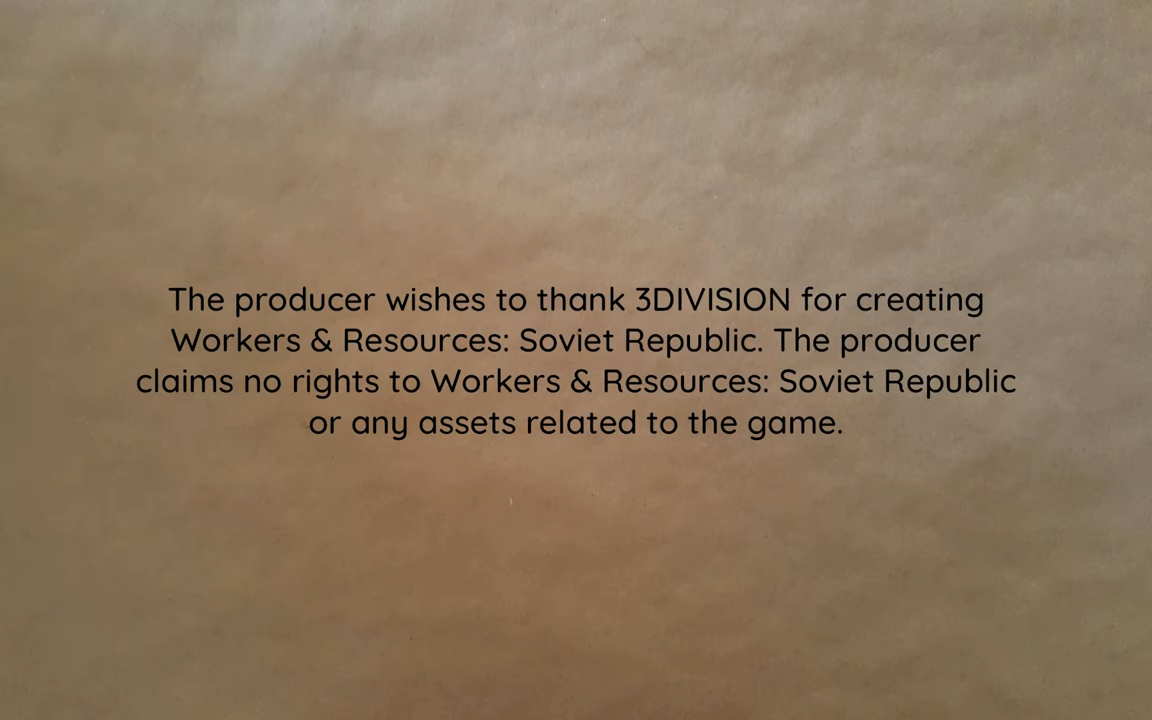 The producer wishes to thank 3DIVISION for creating
Workers & Resources: Soviet Republic. The producer
claims no rights to Workers & Resources: Soviet Republic
or any assets related to the game.